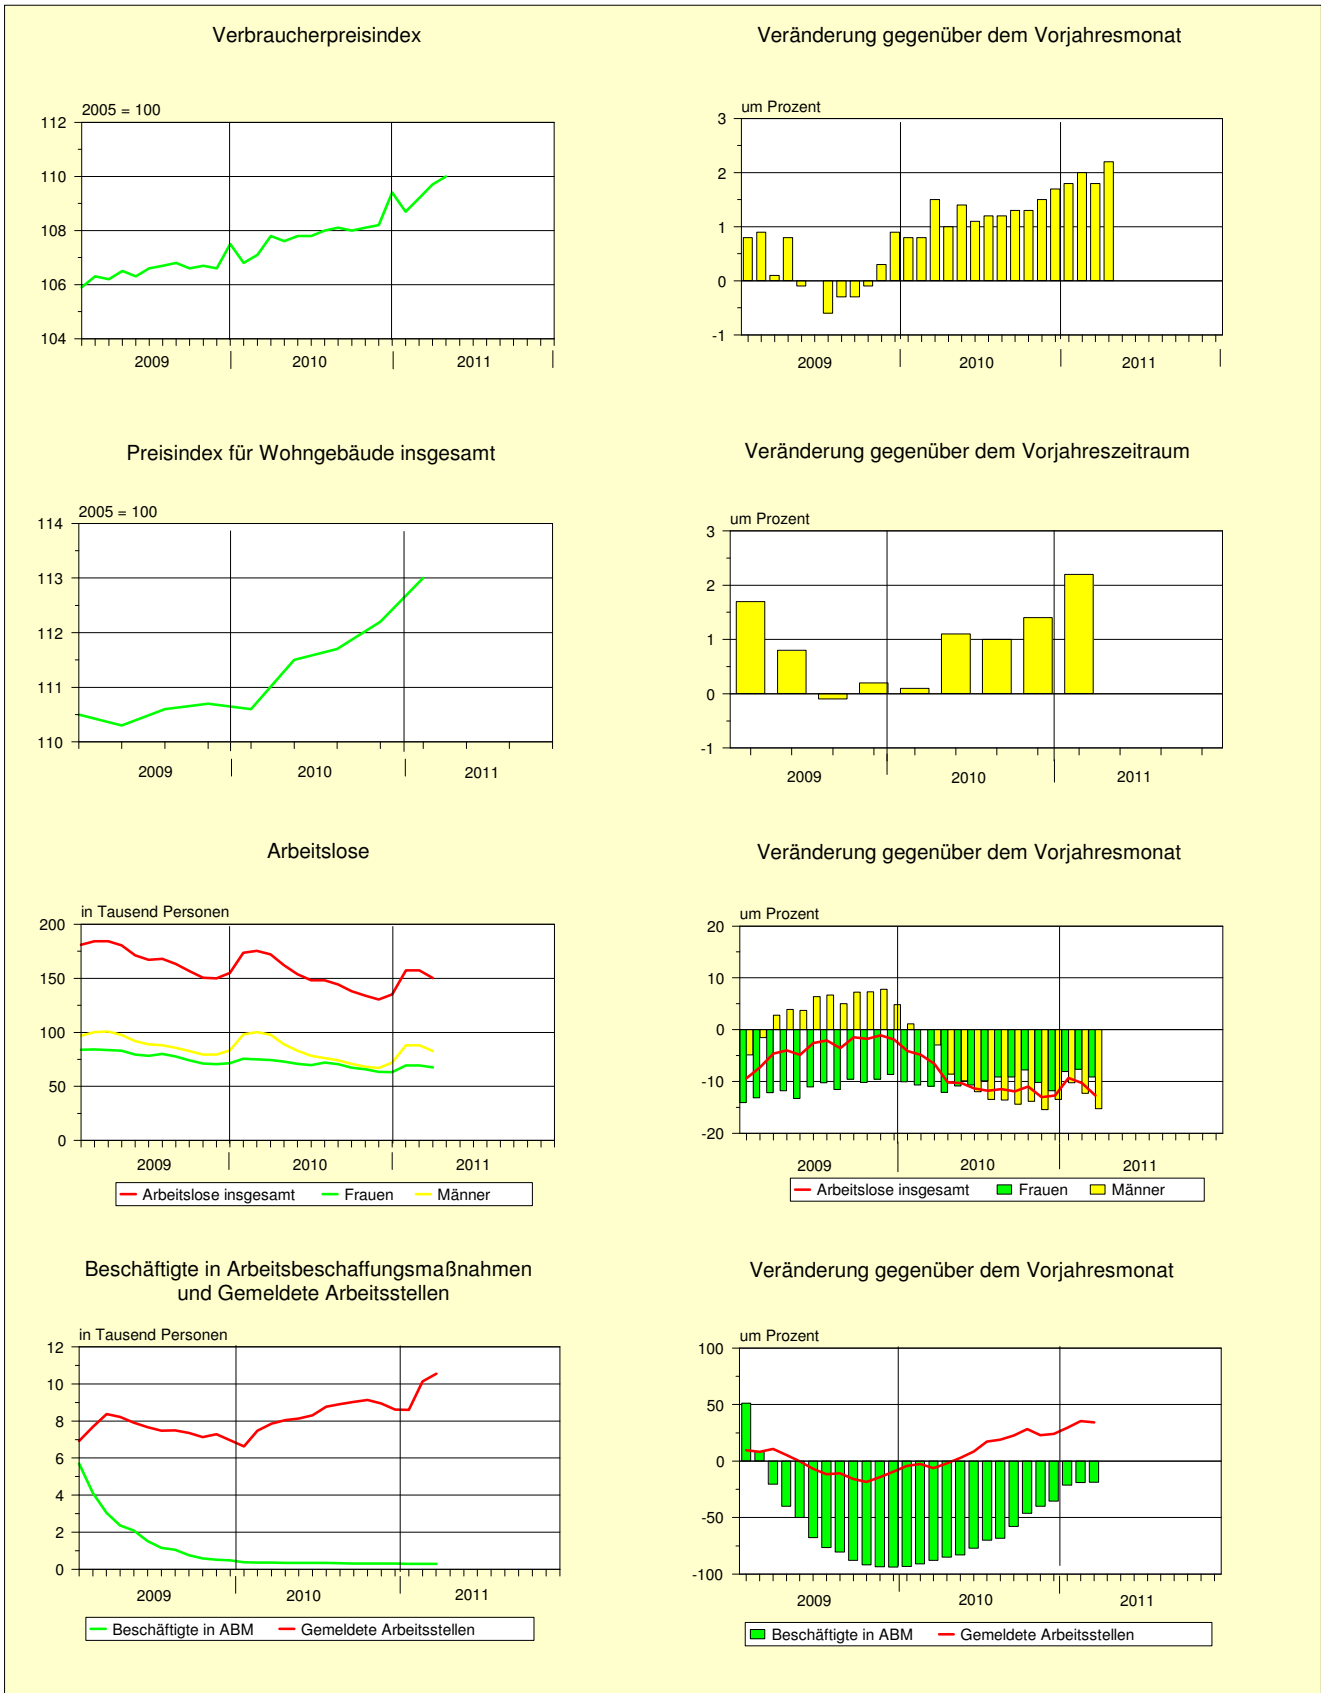 Verbraucherpreisindex
2005 = 100
112
110
108
106
104
2009 2010 2011
Veränderung gegenüber dem Vorjahresmonat
um Prozent
3
2
1
0
-1
2009 2010 2011
Preisindex für Wohngebäude insgesamt
2005 = 100
114
113
112
111
110
2009 2010 2011
Veränderung gegenüber dem Vorjahreszeitraum
um Prozent
3
2
1
0
-1
2009 2010 2011
Arbeitslose
in Tausend Personen
200
150
100
50
0
2009 2010 2011
Arbeitslose insgesamt Frauen Männer
Veränderung gegenüber dem Vorjahresmonat
um Prozent
20
10
0
-10
-20
2009 2010 2011
Arbeitslose insgesamt Frauen Männer
Beschäftigte in Arbeitsbeschaffungsmaßnahmen
und Gemeldete Arbeitsstellen
in Tausend Personen
12
10
8
6
4
2
0
2009 2010 2011
Beschäftigte in ABM Gemeldete Arbeitsstellen
Veränderung gegenüber dem Vorjahresmonat
um Prozent
100
50
0
-50
-100
2009 2010 2011
Beschäftigte in ABM Gemeldete Arbeitsstellen